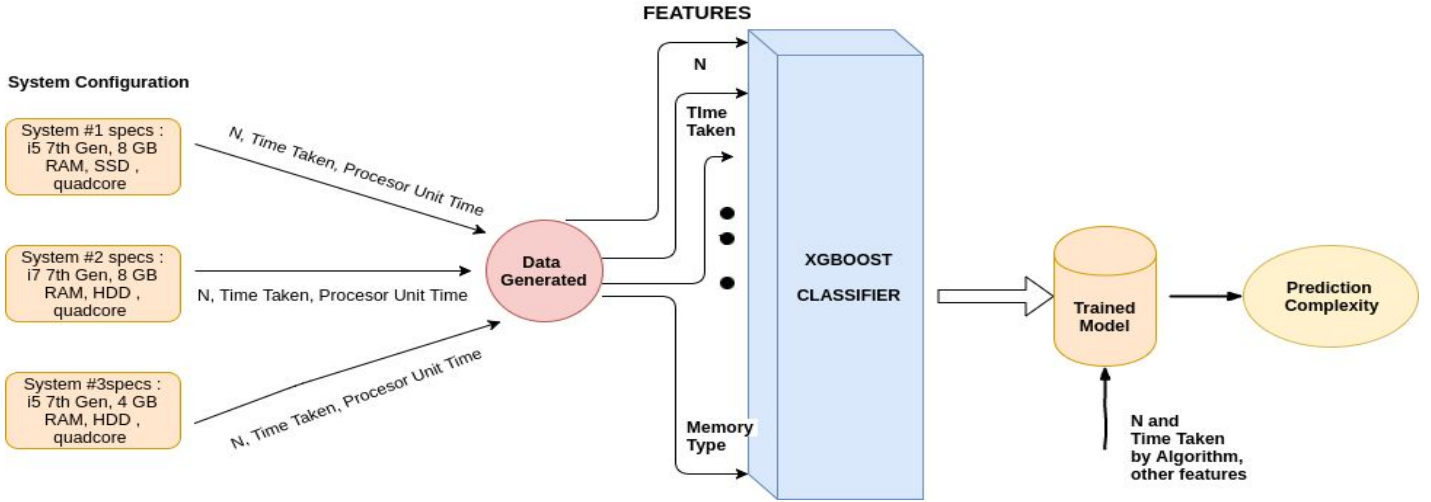 FEATURES
System Configuration
System #1 specs :
i5 7th Gen, 8 GB
RAM, SSD ,
quadcore
N, Time Taken, Procesor Unit Time
System #2 specs :
i7 7th Gen, 8 GB
RAM, HDD ,
quadcore
N, Time Taken, Procesor Unit Time
System #3specs :
i5 7th Gen, 4 GB
RAM, HDD ,
quadcore
N, Time Taken, Procesor Unit Time
Data
Generated
N
TIme
Taken
Memory
Type
XGBOOST
CLASSIFIER
Trained
Model
N and
Time Taken
by Algorithm,
other features
Prediction
Complexity